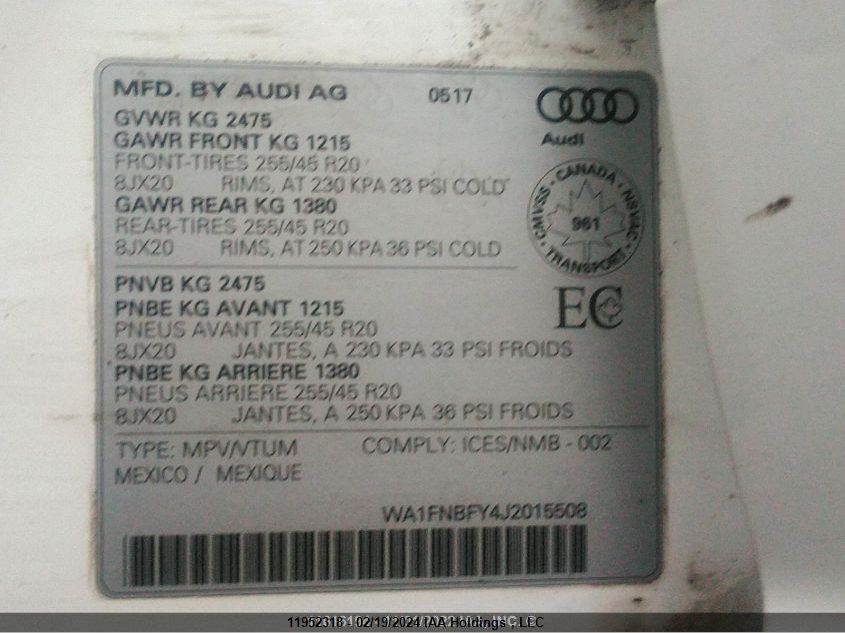 MFD. BY AUDI AG 0517
GVWR KG 2475
Audi
GAWR FRONT KG 1215
FRONT-TIRES 255/45 R20
8JX20 RIMS, AT 230 KPA 33 PSI COLD
GAWR REAR KG 1380
REAR-TIRES 255/45 R20
8JX20 RIMS, AT 250 KPA 36 PSI COLD
CMVSS · CANADA · NSVAC · TRANSPORT ·
961
PNVB KG 2475
PNBE KG AVANT 1215
EC
PNEUS AVANT 255/45 R20
8JX20 JANTES, A 230 KPA 33 PSI FROIDS
PNBE KG ARRIERE 1380
PNEUS ARRIERE 255/45 R20
8JX20 JANTES, A 250 KPA 36 PSI FROIDS
TYPE: MPV/VTUM COMPLY: ICES/NMB - 002
MEXICO / MEXIQUE
WA1FNBFY4J2015508
11952318 - 02/19/2024 IAA Holdings , LLC